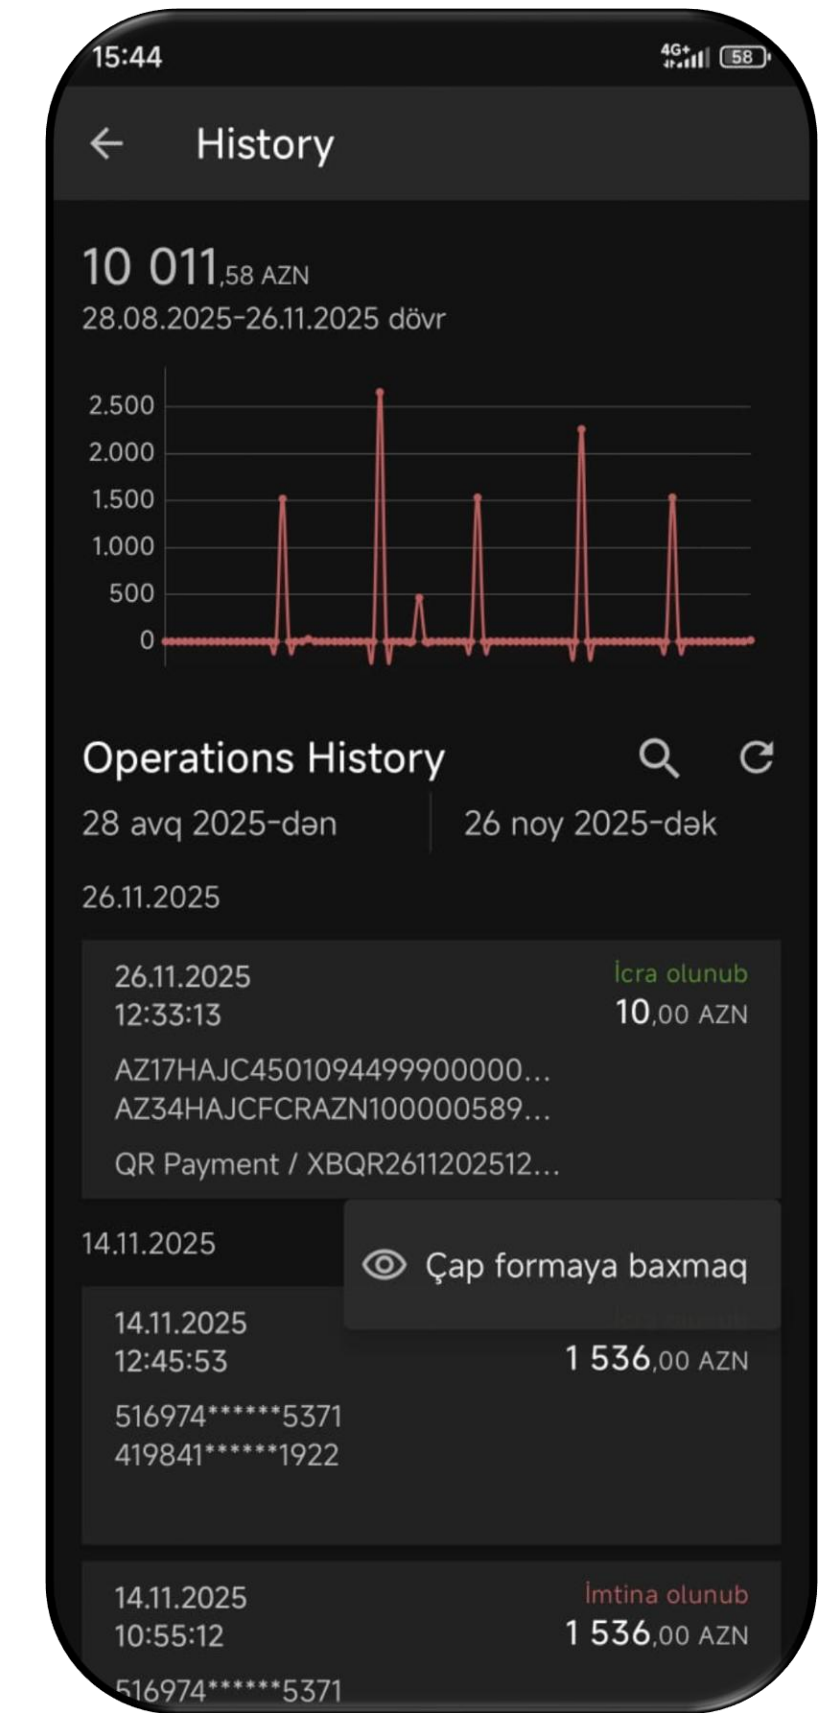 15:44
4G+
58
History
10 011,58 AZN
28.08.2025-26.11.2025 dövr
2.500
2.000
1.500
1.000
500
0
Operations History
28 avq 2025-dən
26 noy 2025-dək
26.11.2025
26.11.2025
İcra olunub
12:33:13
10,00 AZN
AZ17HAJC4501094499900000...
AZ34HAJCFCRAZN100000589...
QR Payment / XBQR2611202512...
14.11.2025
Çap formaya baxmaq
14.11.2025
12:45:53
1 536,00 AZN
516974******5371
419841******1922
14.11.2025
İmtina olunub
10:55:12
1 536,00 AZN
516974******5371